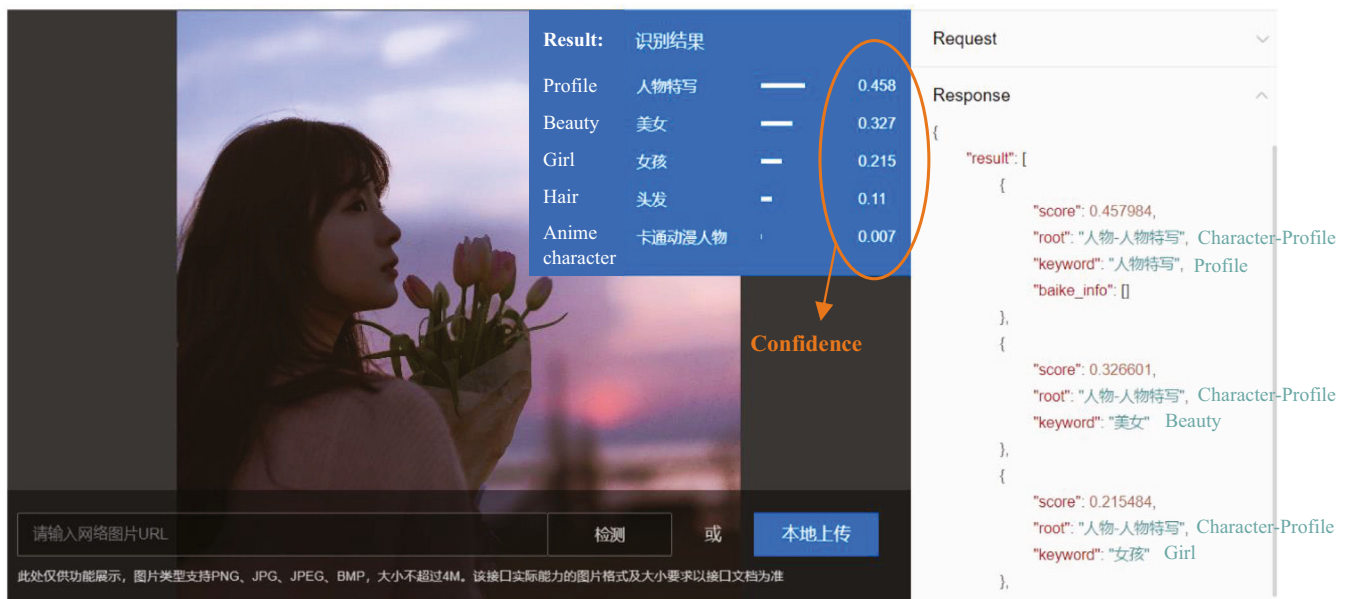 Result: 识别结果
Profile 人物特写 0.458
Beauty 美女 0.327
Girl 女孩 0.215
Hair 头发 0.11
Anime character 卡通动漫人物 0.007
Confidence
请输入网络图片URL 检测 或 本地上传
此处仅供功能展示，图片类型支持PNG、JPG、JPEG、BMP，大小不超过4M。该接口实际能力的图片格式及大小要求以接口文档为准
Request
Response
{
"result": [
{
"score": 0.457984,
"root": "人物-人物特写", Character-Profile
"keyword": "人物特写", Profile
"baike_info": []
},
{
"score": 0.326601,
"root": "人物-人物特写", Character-Profile
"keyword": "美女" Beauty
},
{
"score": 0.215484,
"root": "人物-人物特写", Character-Profile
"keyword": "女孩" Girl
},